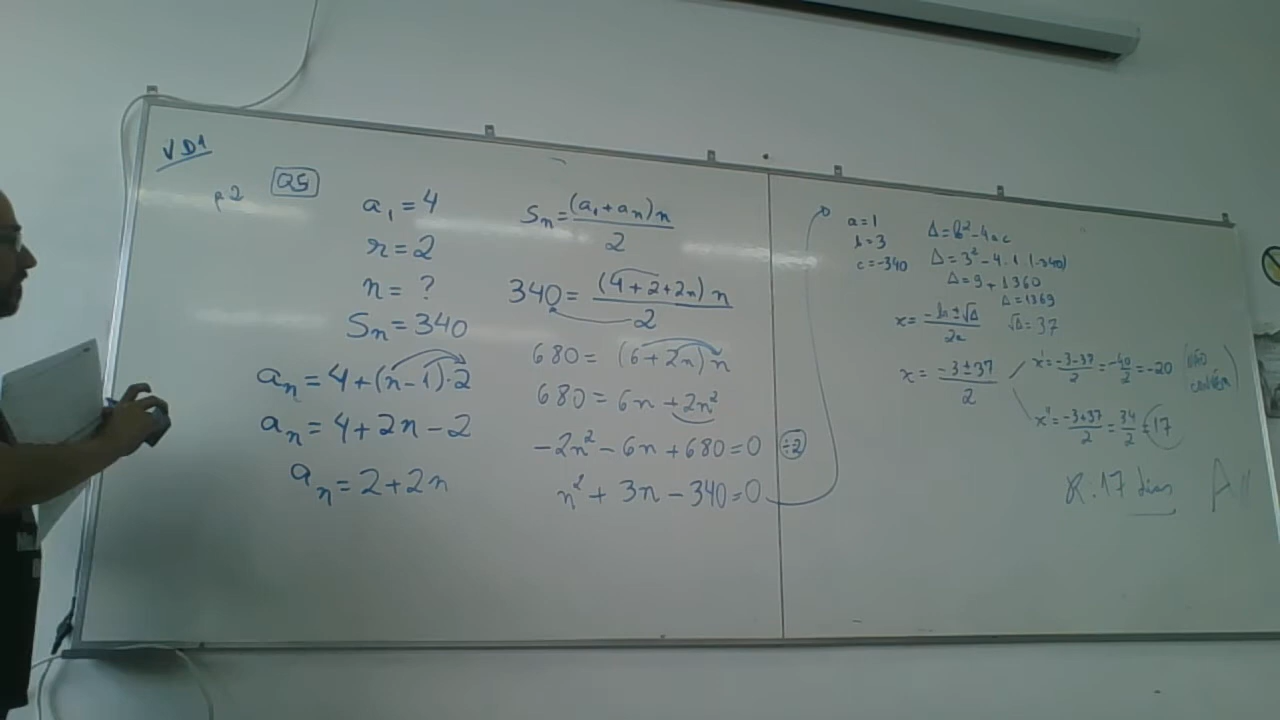 VD1
p2 Q5
a₁ = 4
r = 2
n = ?
Sₙ = 340
aₙ = 4 + (n - 1) · 2
aₙ = 4 + 2n - 2
aₙ = 2 + 2n
Sₙ = (a₁ + aₙ)n / 2
340 = (4 + 2 + 2n) n / 2
680 = (6 + 2n) n
680 = 6n + 2n²
-2n² - 6n + 680 = 0 ÷-2
n² + 3n - 340 = 0
a = 1
b = 3
c = -340
Δ = b² - 4ac
Δ = 3² - 4 . 1 (-340)
Δ = 9 + 1360
Δ = 1369
√Δ = 37
x = -b ± √Δ / 2a
x = -3 ± 37 / 2
x' = -3 - 37 / 2 = -40 / 2 = -20 (não convém)
x'' = -3 + 37 / 2 = 34 / 2 = 17
R. 17 dias A